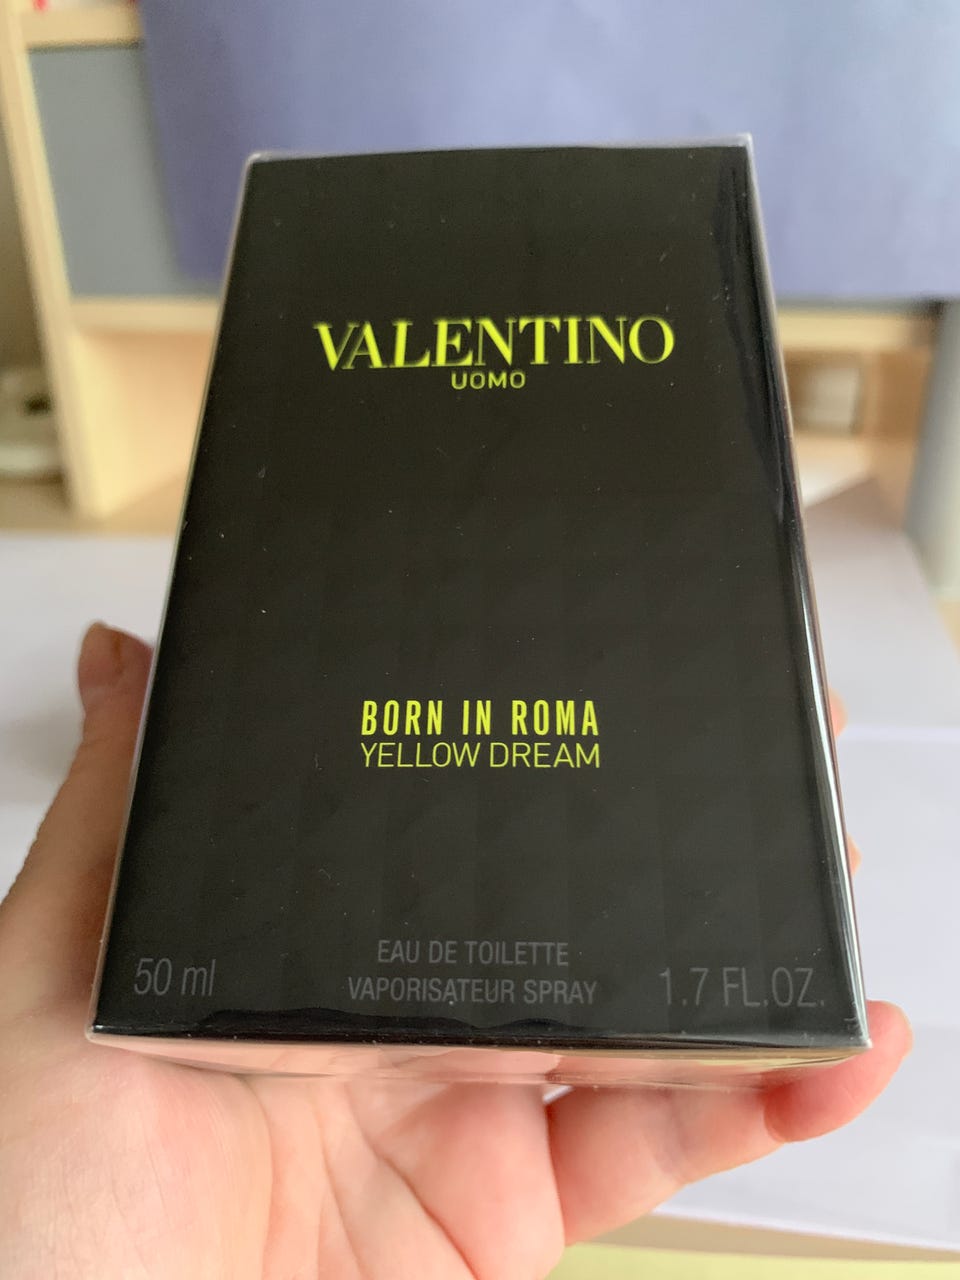 VALENTINO
UOMO
BORN IN ROMA
YELLOW DREAM
EAU DE TOILETTE
50 ml VAPORISATEUR SPRAY 1.7 FL.OZ.